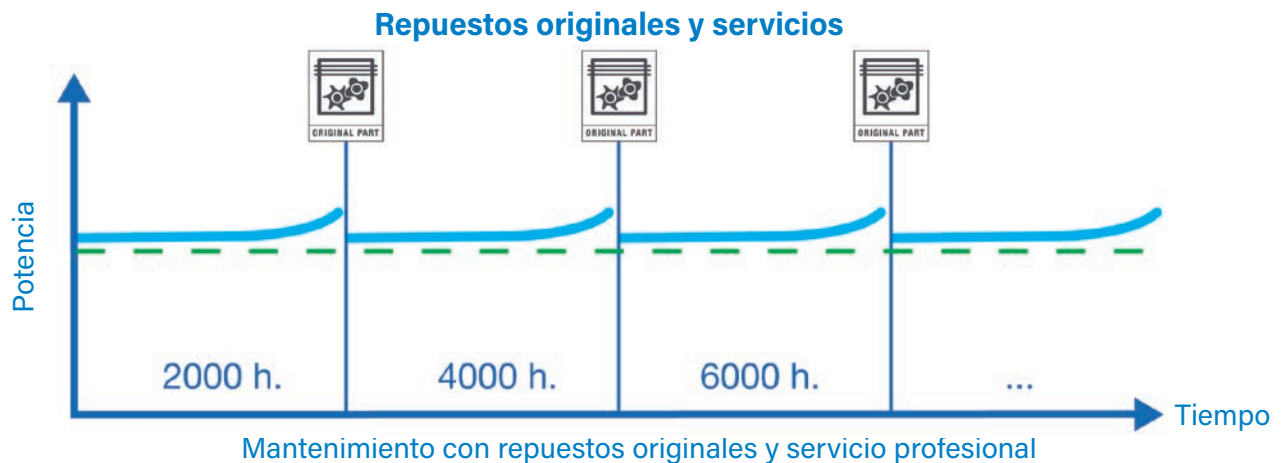 Repuestos originales y servicios
ORIGINAL PART
ORIGINAL PART
ORIGINAL PART
Potencia
2000 h.
4000 h.
6000 h.
...
Tiempo
Mantenimiento con repuestos originales y servicio profesional